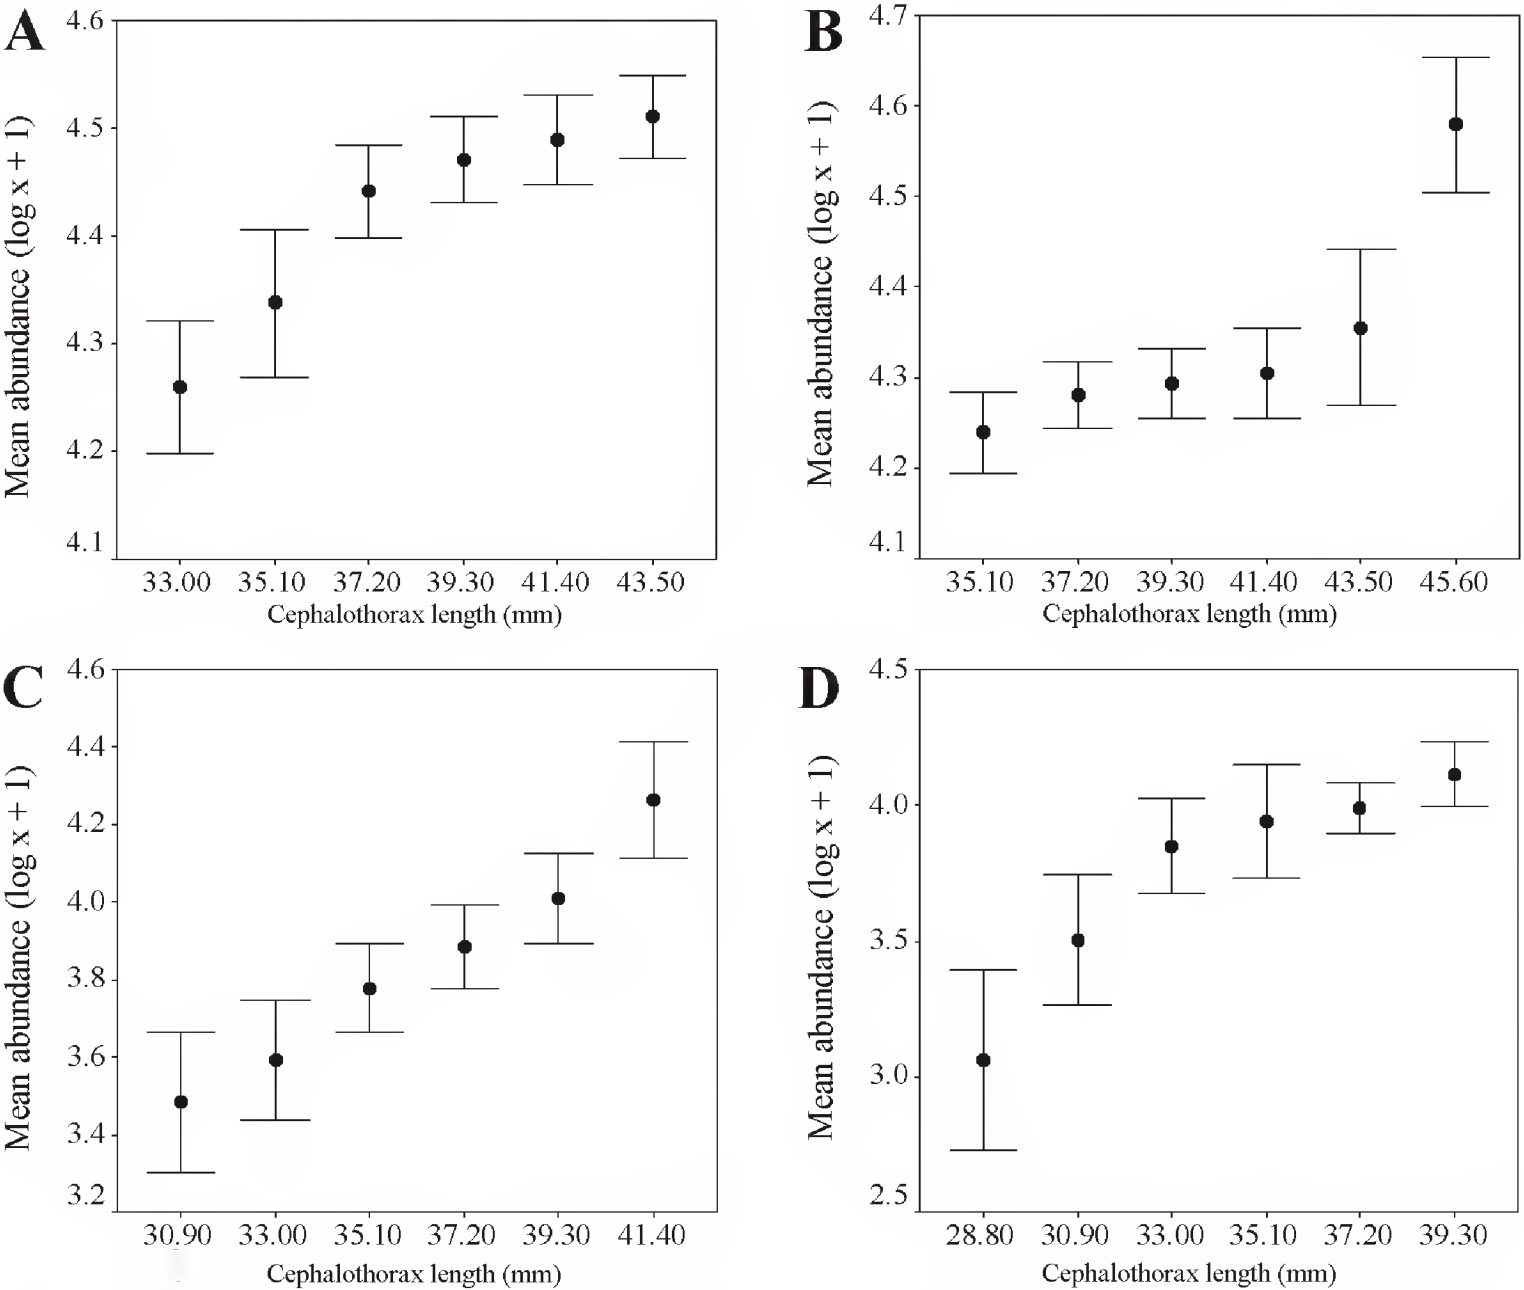 A
Mean abundance (log x + 1)
4.6
4.5
4.4
4.3
4.2
4.1
33.00 35.10 37.20 39.30 41.40 43.50
Cephalothorax length (mm)
B
Mean abundance (log x + 1)
4.7
4.6
4.5
4.4
4.3
4.2
4.1
35.10 37.20 39.30 41.40 43.50 45.60
Cephalothorax length (mm)
C
Mean abundance (log x + 1)
4.6
4.4
4.2
4.0
3.8
3.6
3.4
3.2
30.90 33.00 35.10 37.20 39.30 41.40
Cephalothorax length (mm)
D
Mean abundance (log x + 1)
4.5
4.0
3.5
3.0
2.5
28.80 30.90 33.00 35.10 37.20 39.30
Cephalothorax length (mm)